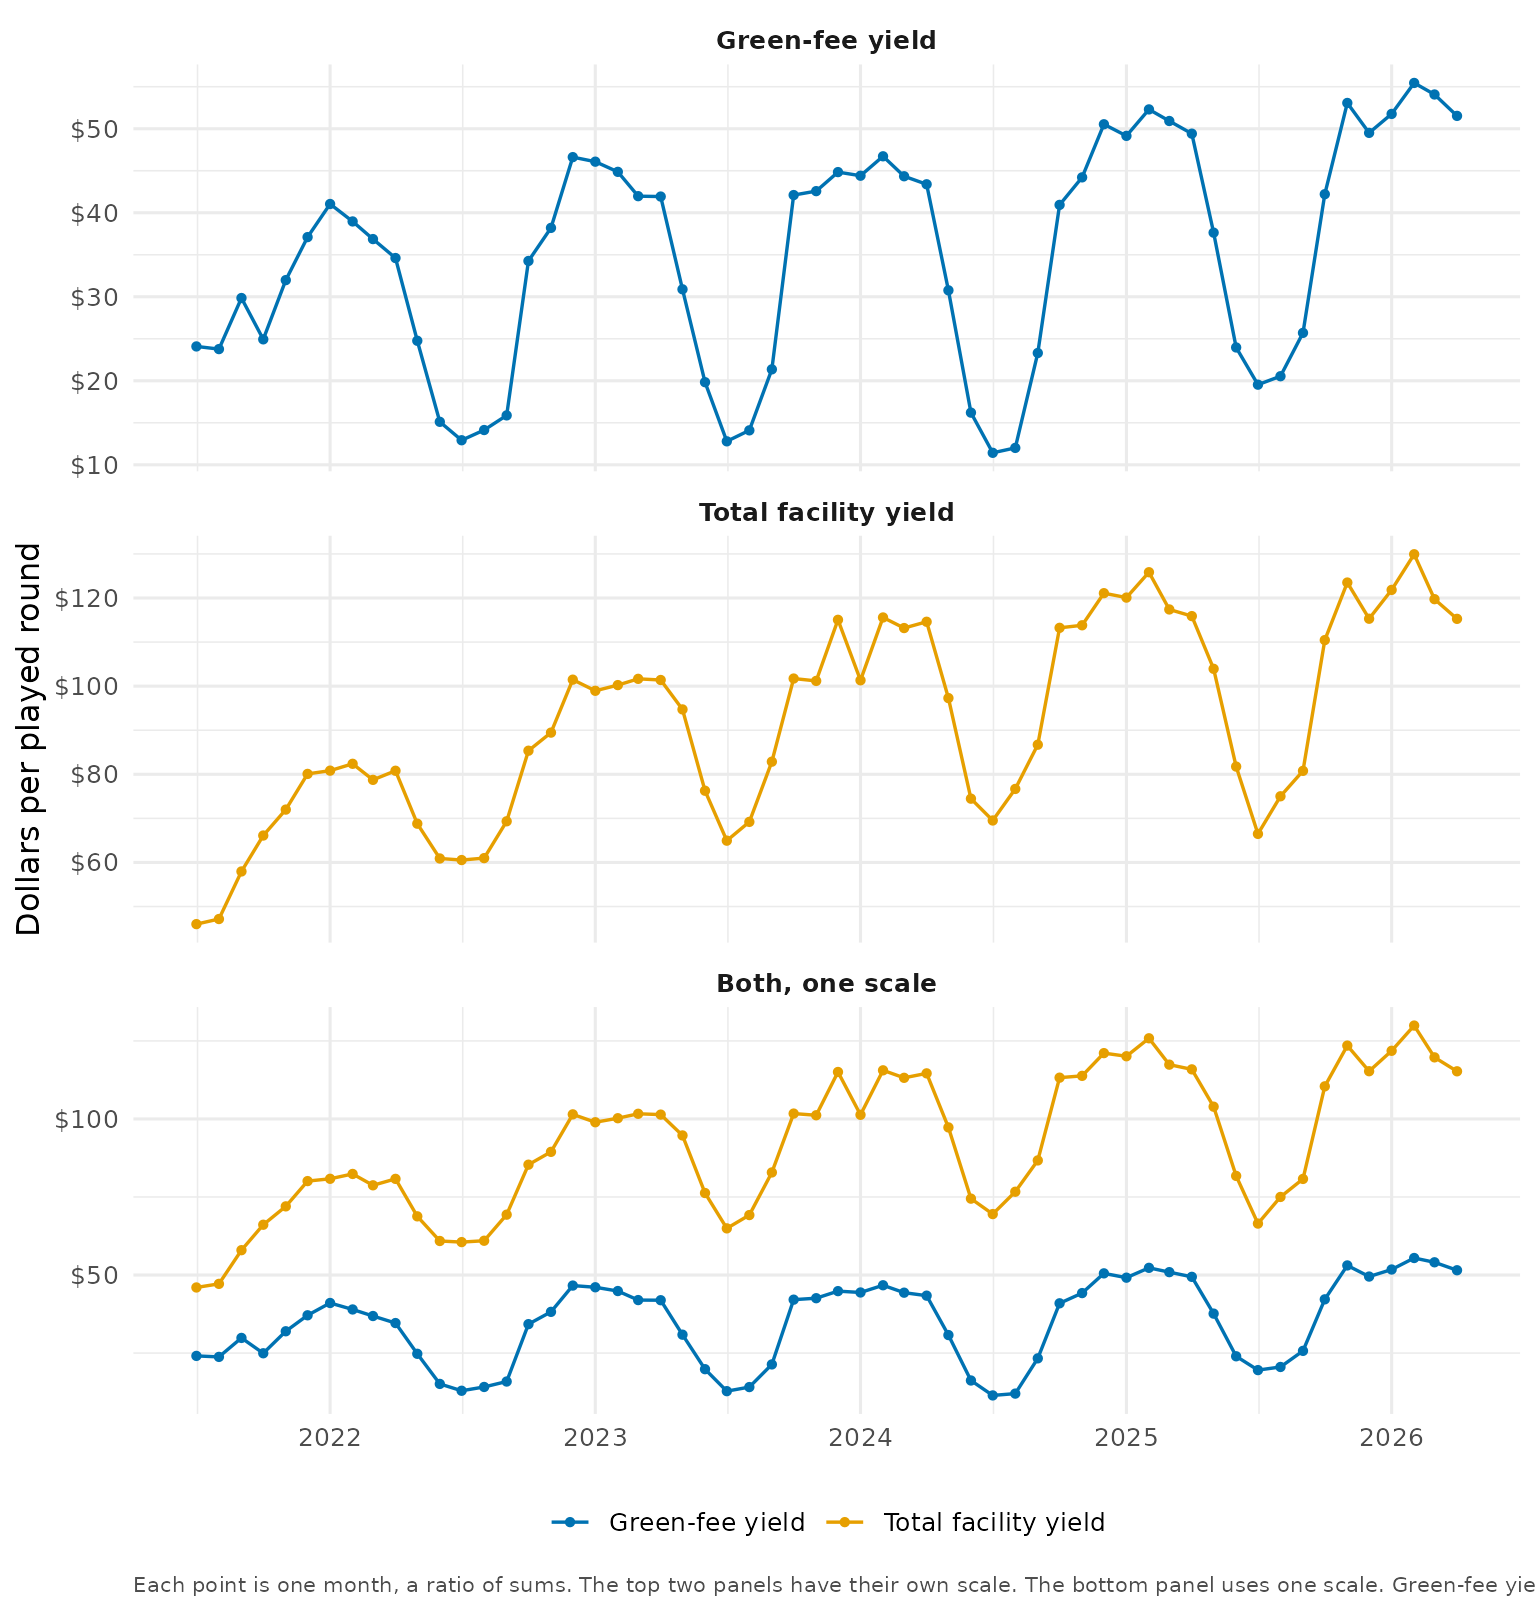 Green-fee yield
$50
$40
$30
$20
$10
Total facility yield
Dollars per played round
$120
$100
$80
$60
Both, one scale
$100
$50
2022 2023 2024 2025 2026
Green-fee yield Total facility yield
Each point is one month, a ratio of sums. The top two panels have their own scale. The bottom panel uses one scale. Green-fee yie